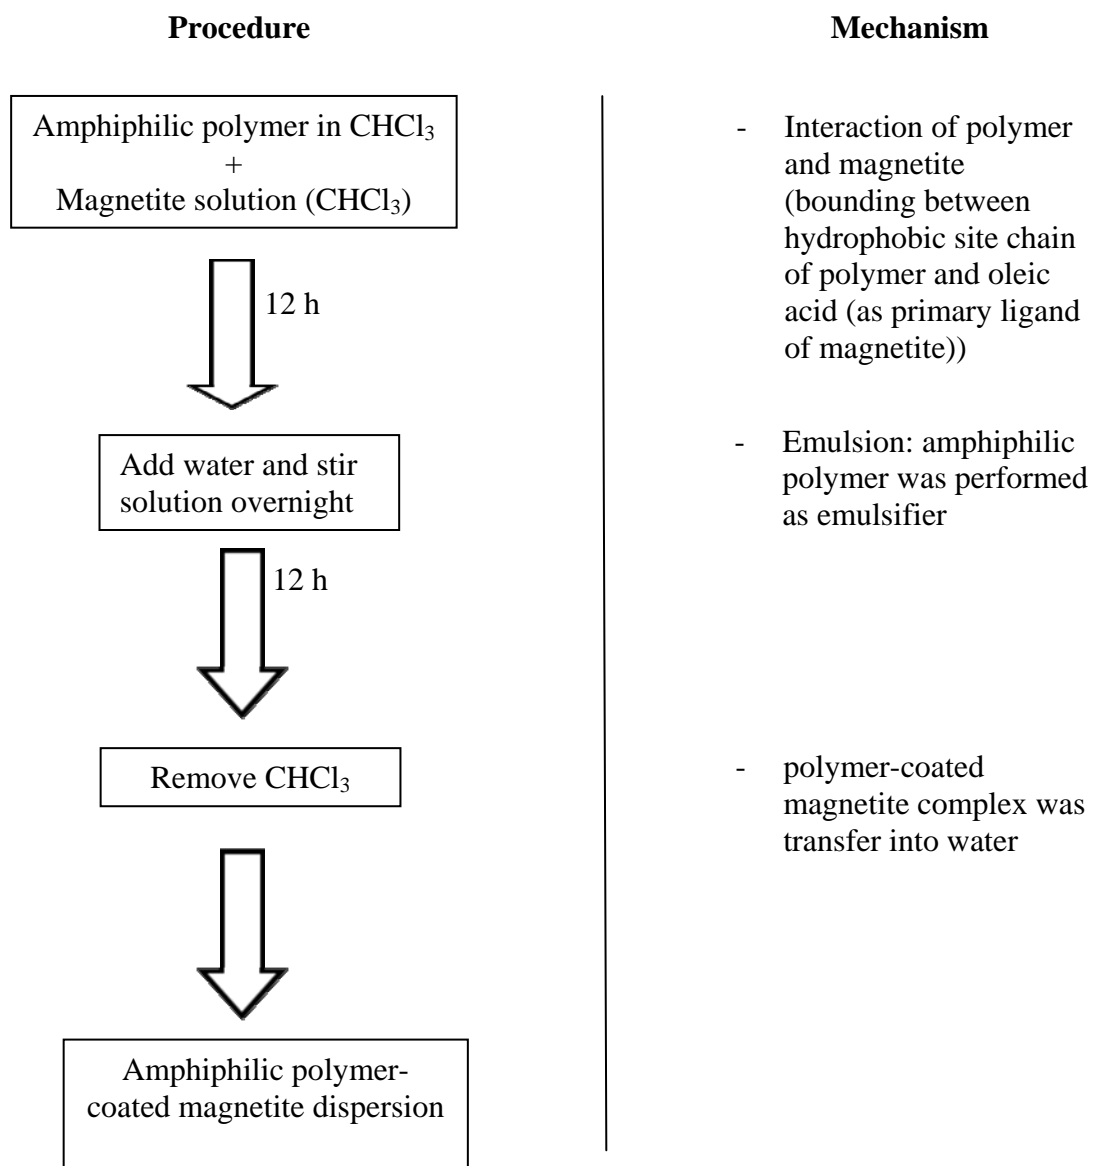 Procedure
Mechanism
Amphiphilic polymer in CHCl₃
+
Magnetite solution (CHCl₃)
12 h
Add water and stir
solution overnight
12 h
Remove CHCl₃
Amphiphilic polymer-
coated magnetite dispersion
- Interaction of polymer
and magnetite
(bounding between
hydrophobic site chain
of polymer and oleic
acid (as primary ligand
of magnetite))
- Emulsion: amphiphilic
polymer was performed
as emulsifier
- polymer-coated
magnetite complex was
transfer into water